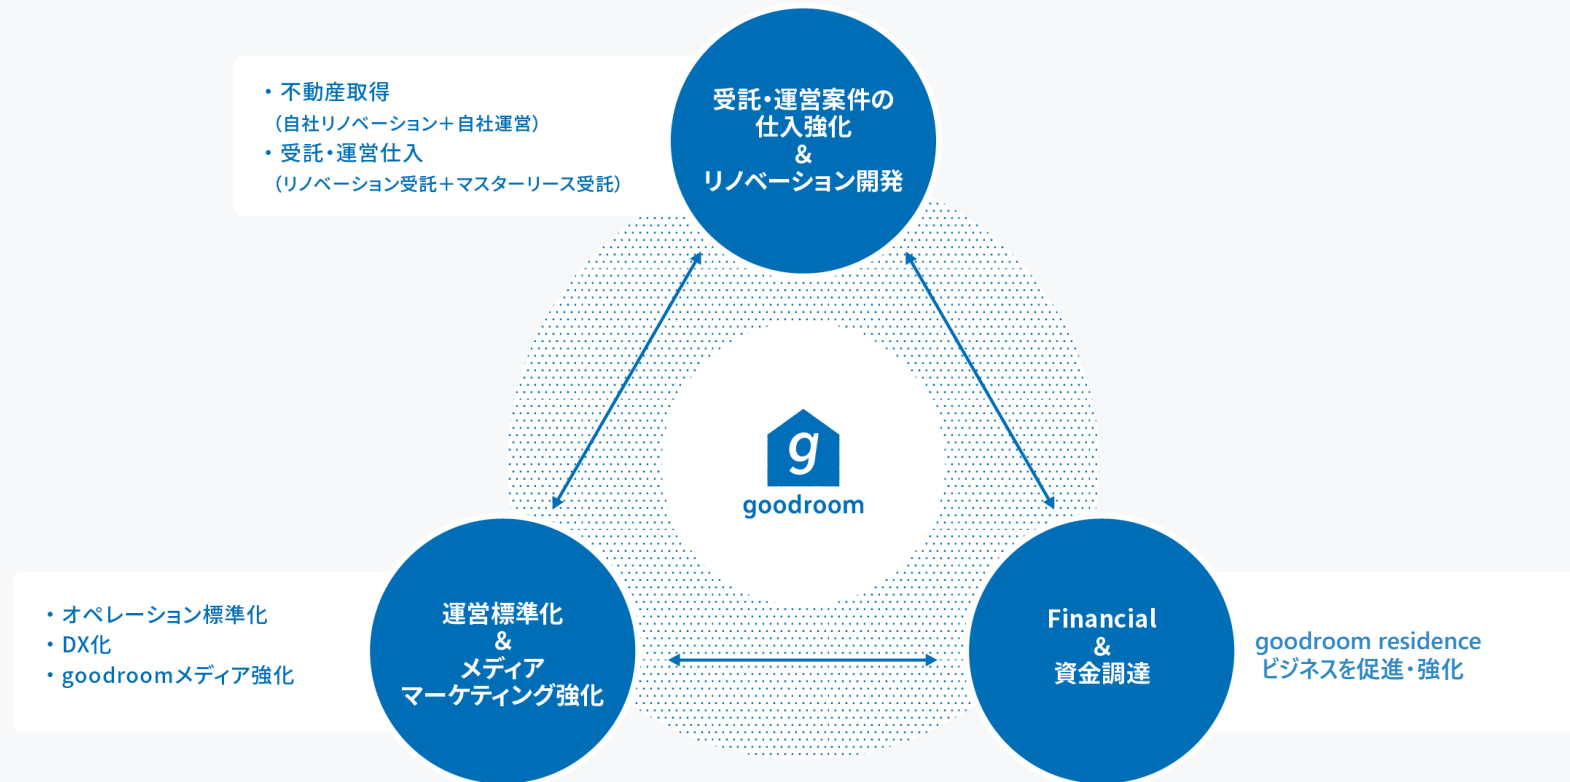 ・不動産取得
（自社リノベーション＋自社運営）
・受託・運営仕入
（リノベーション受託＋マスターリース受託）
受託・運営案件の
仕入強化
&
リノベーション開発
g
goodroom
・オペレーション標準化
・DX化
・goodroomメディア強化
運営標準化
&
メディア
マーケティング強化
Financial
&
資金調達
goodroom residence
ビジネスを促進・強化